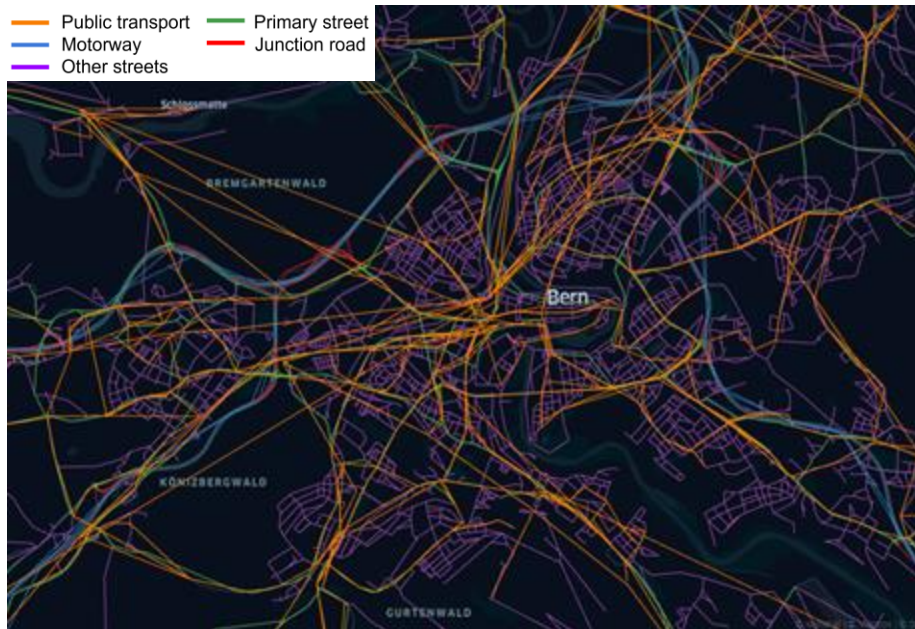 Public transport
Primary street
Motorway
Junction road
Other streets
Schlossmatte
BREMGARTENWALD
Bern
KÖNIZBERGWALD
GURTENWALD